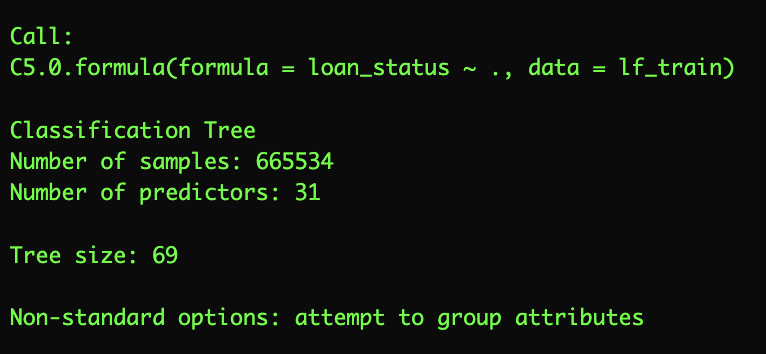 Call:
C5.0.formula(formula = loan_status ~ ., data = lf_train)
Classification Tree
Number of samples: 665534
Number of predictors: 31
Tree size: 69
Non-standard options: attempt to group attributes